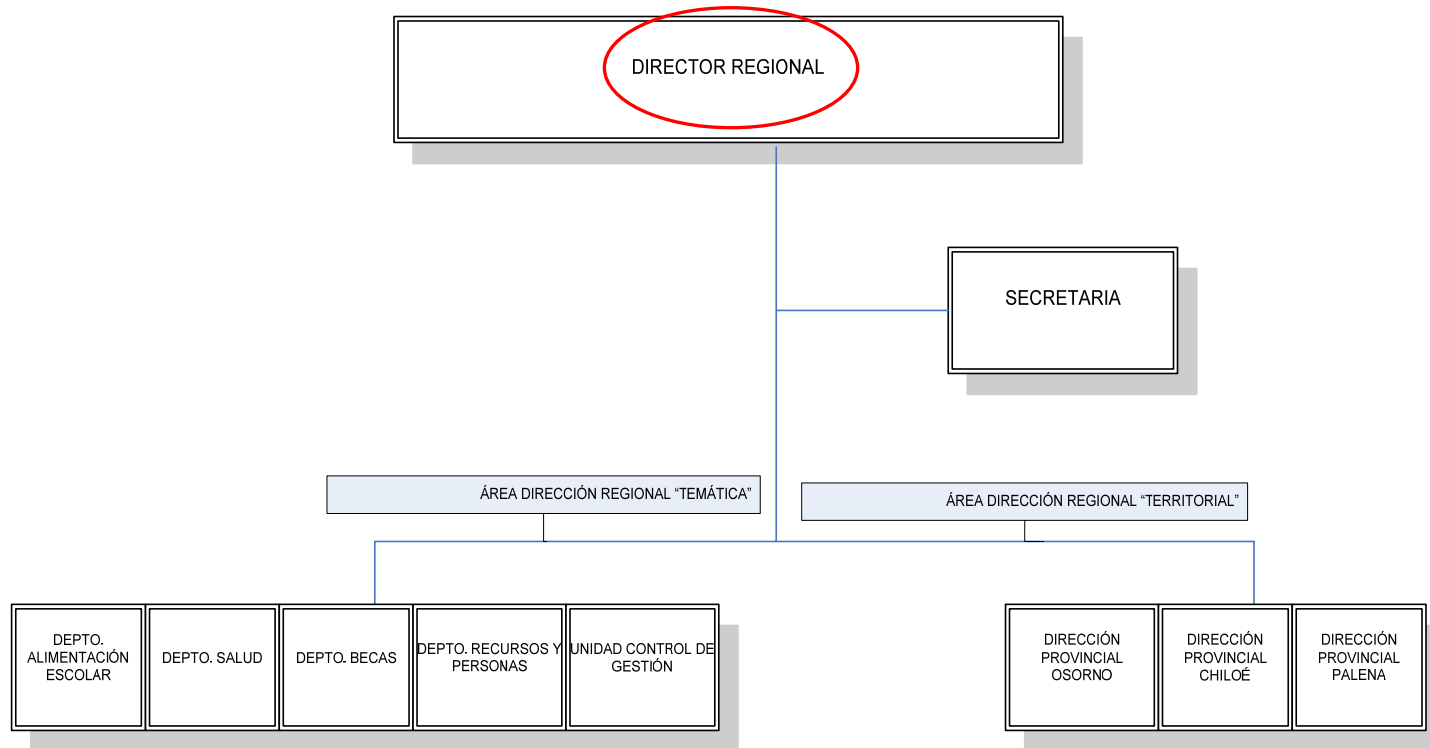 DIRECTOR REGIONAL
SECRETARIA
ÁREA DIRECCIÓN REGIONAL “TEMÁTICA”
ÁREA DIRECCIÓN REGIONAL “TERRITORIAL”
DEPTO.
ALIMENTACIÓN
ESCOLAR
DEPTO. SALUD
DEPTO. BECAS
DEPTO. RECURSOS Y
PERSONAS
UNIDAD CONTROL DE
GESTIÓN
DIRECCIÓN
PROVINCIAL
OSORNO
DIRECCIÓN
PROVINCIAL
CHILOÉ
DIRECCIÓN
PROVINCIAL
PALENA